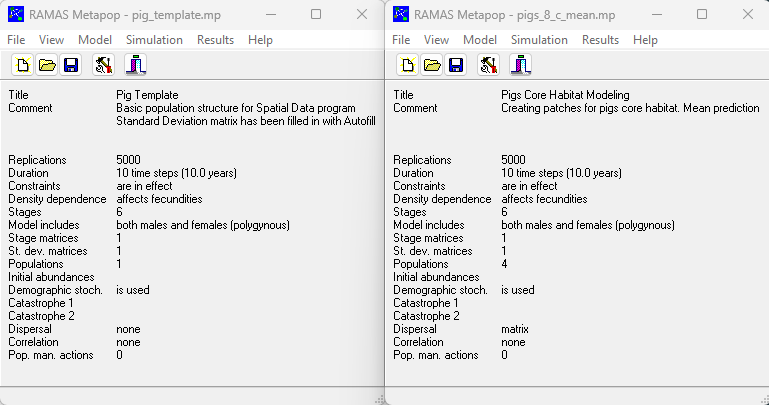 RAMAS Metapop - pig_template.mp
File View Model Simulation Results Help
Title Pig Template
Comment Basic population structure for Spatial Data program
Standard Deviation matrix has been filled in with Autofill
Replications 5000
Duration 10 time steps (10.0 years)
Constraints are in effect
Density dependence affects fecundities
Stages 6
Model includes both males and females (polygynous)
Stage matrices 1
St. dev. matrices 1
Populations 1
Initial abundances
Demographic stoch. is used
Catastrophe 1
Catastrophe 2
Dispersal none
Correlation none
Pop. man. actions 0
RAMAS Metapop - pigs_8_c_mean.mp
File View Model Simulation Results Help
Title Pigs Core Habitat Modeling
Comment Creating patches for pigs core habitat. Mean prediction
Replications 5000
Duration 10 time steps (10.0 years)
Constraints are in effect
Density dependence affects fecundities
Stages 6
Model includes both males and females (polygynous)
Stage matrices 1
St. dev. matrices 1
Populations 4
Initial abundances
Demographic stoch. is used
Catastrophe 1
Catastrophe 2
Dispersal matrix
Correlation none
Pop. man. actions 0